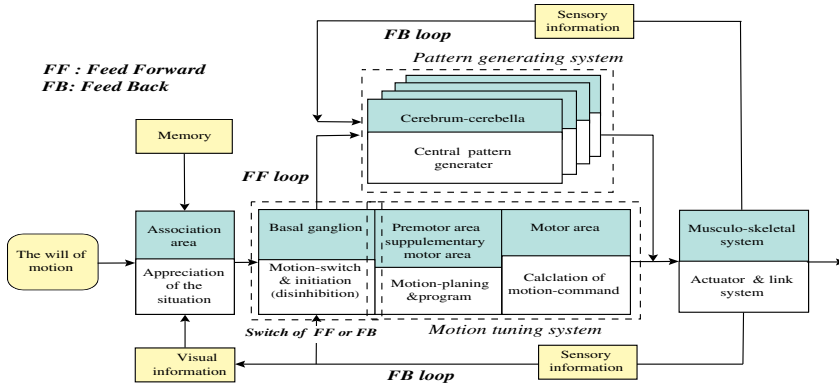 Sensory
information
FB loop
Pattern generating system
FF : Feed Forward
FB: Feed Back
Cerebrum-cerebella
Central pattern
generater
Memory
FF loop
The will of
motion
Association
area
Appreciation
of the
situation
Basal ganglion
Motion-switch
& initiation
(disinhibition)
Premotor area
suppulementary
motor area
Motion-planing
&program
Motor area
Calclation of
motion-command
Musculo-skeletal
system
Actuator & link
system
Switch of FF or FB
Motion tuning system
Visual
information
FB loop
Sensory
information